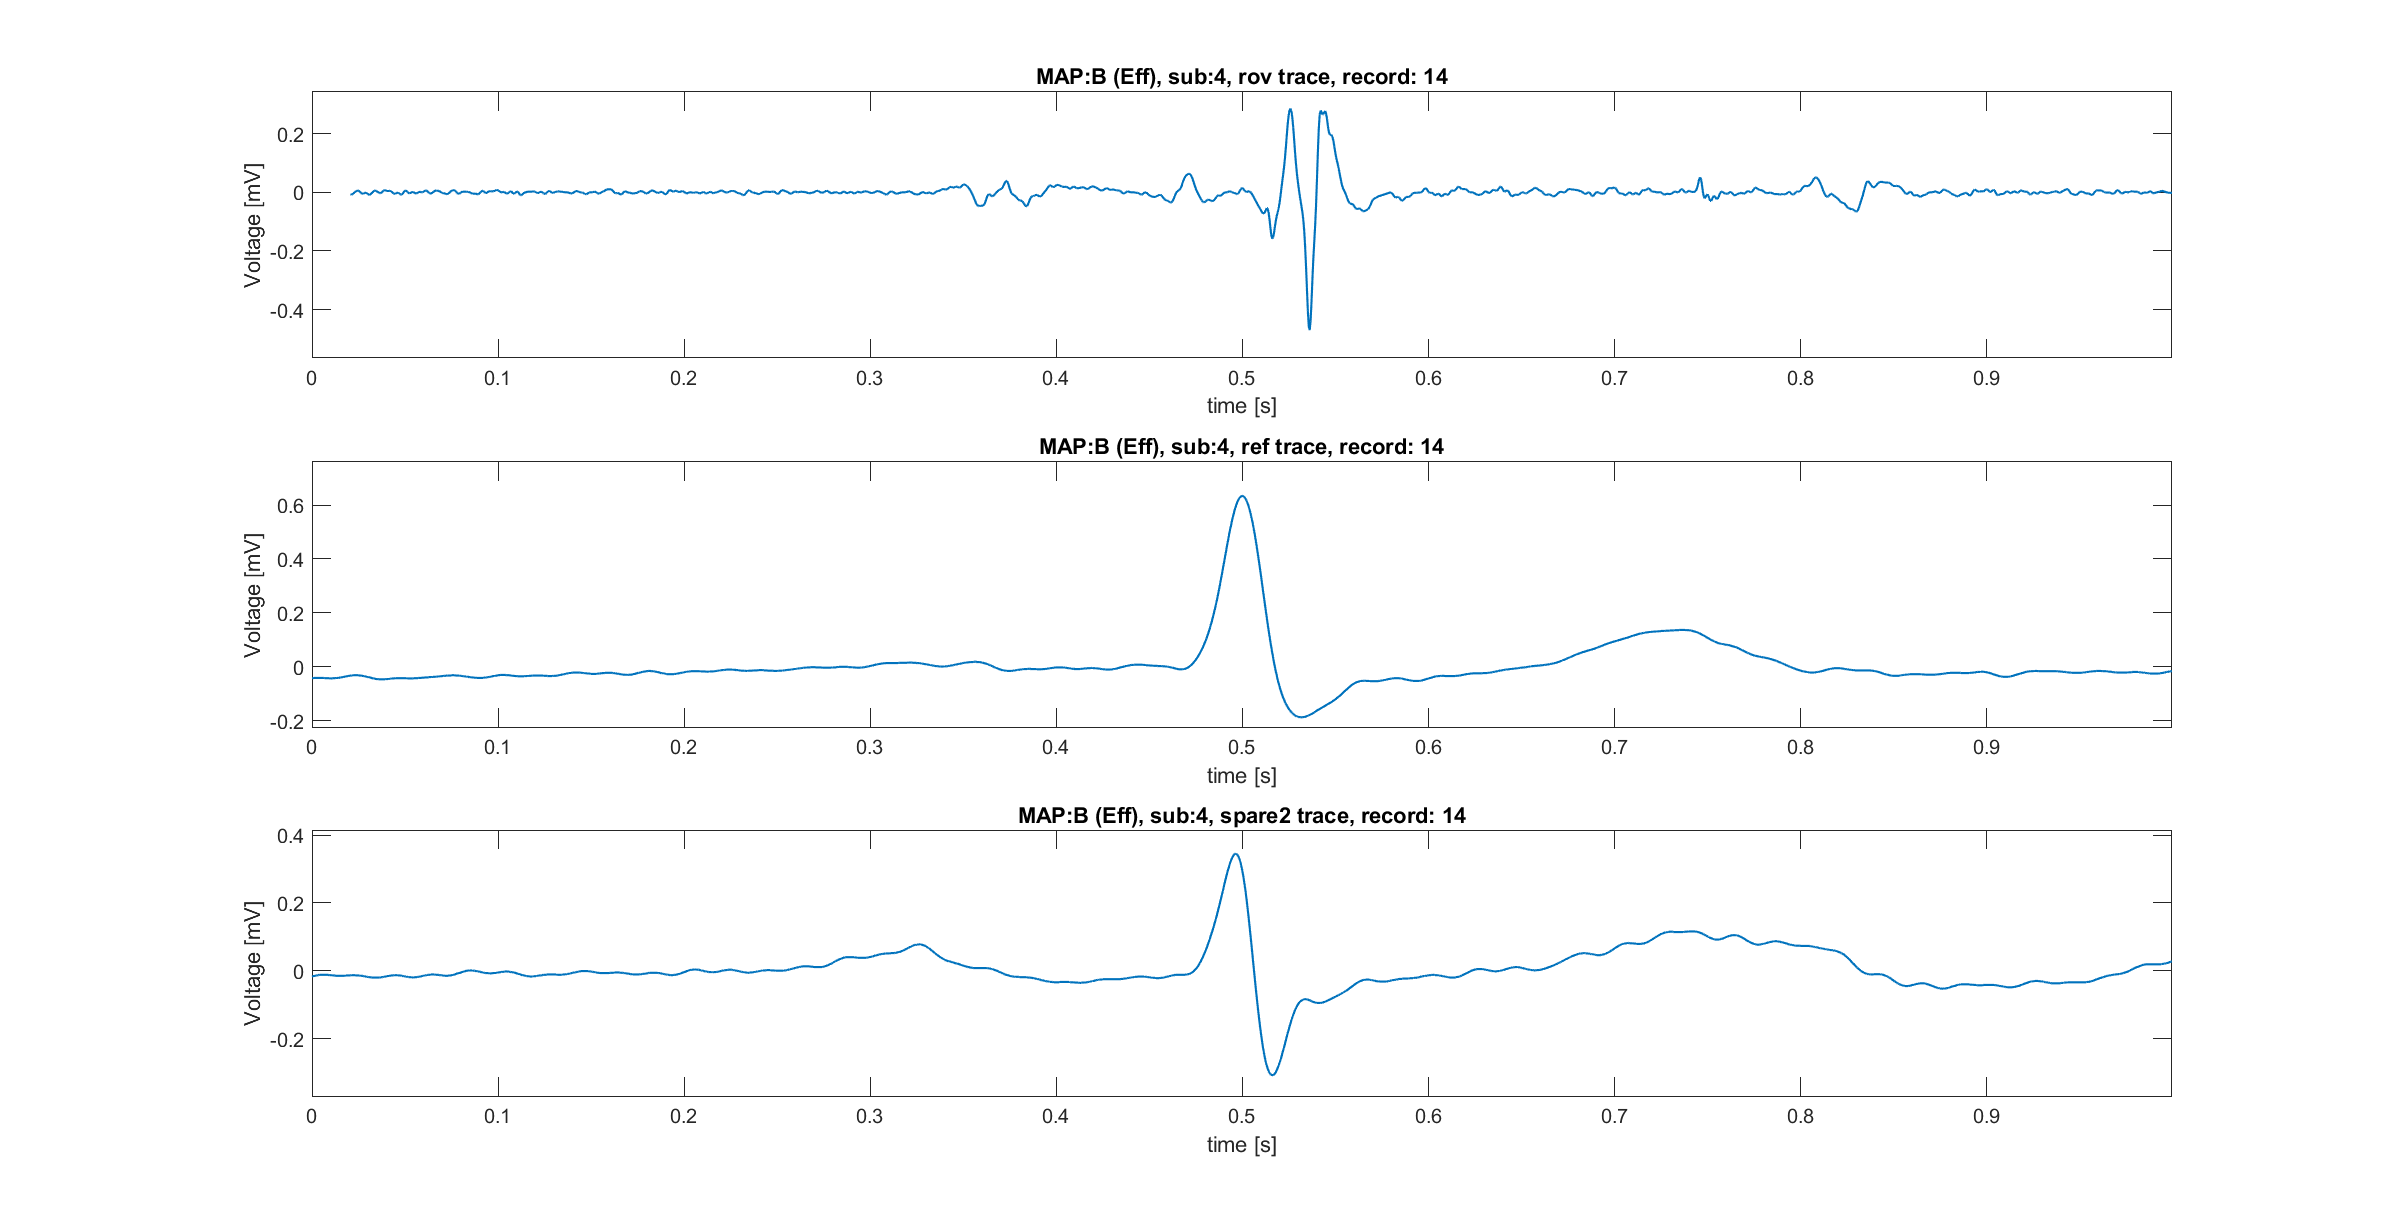 MAP:B (Eff), sub:4, rov trace, record: 14
Voltage [mV]
0.2
0
-0.2
-0.4
0 0.1 0.2 0.3 0.4 0.5 0.6 0.7 0.8 0.9
time [s]
MAP:B (Eff), sub:4, ref trace, record: 14
Voltage [mV]
0.6
0.4
0.2
0
-0.2
0 0.1 0.2 0.3 0.4 0.5 0.6 0.7 0.8 0.9
time [s]
MAP:B (Eff), sub:4, spare2 trace, record: 14
Voltage [mV]
0.4
0.2
0
-0.2
0 0.1 0.2 0.3 0.4 0.5 0.6 0.7 0.8 0.9
time [s]